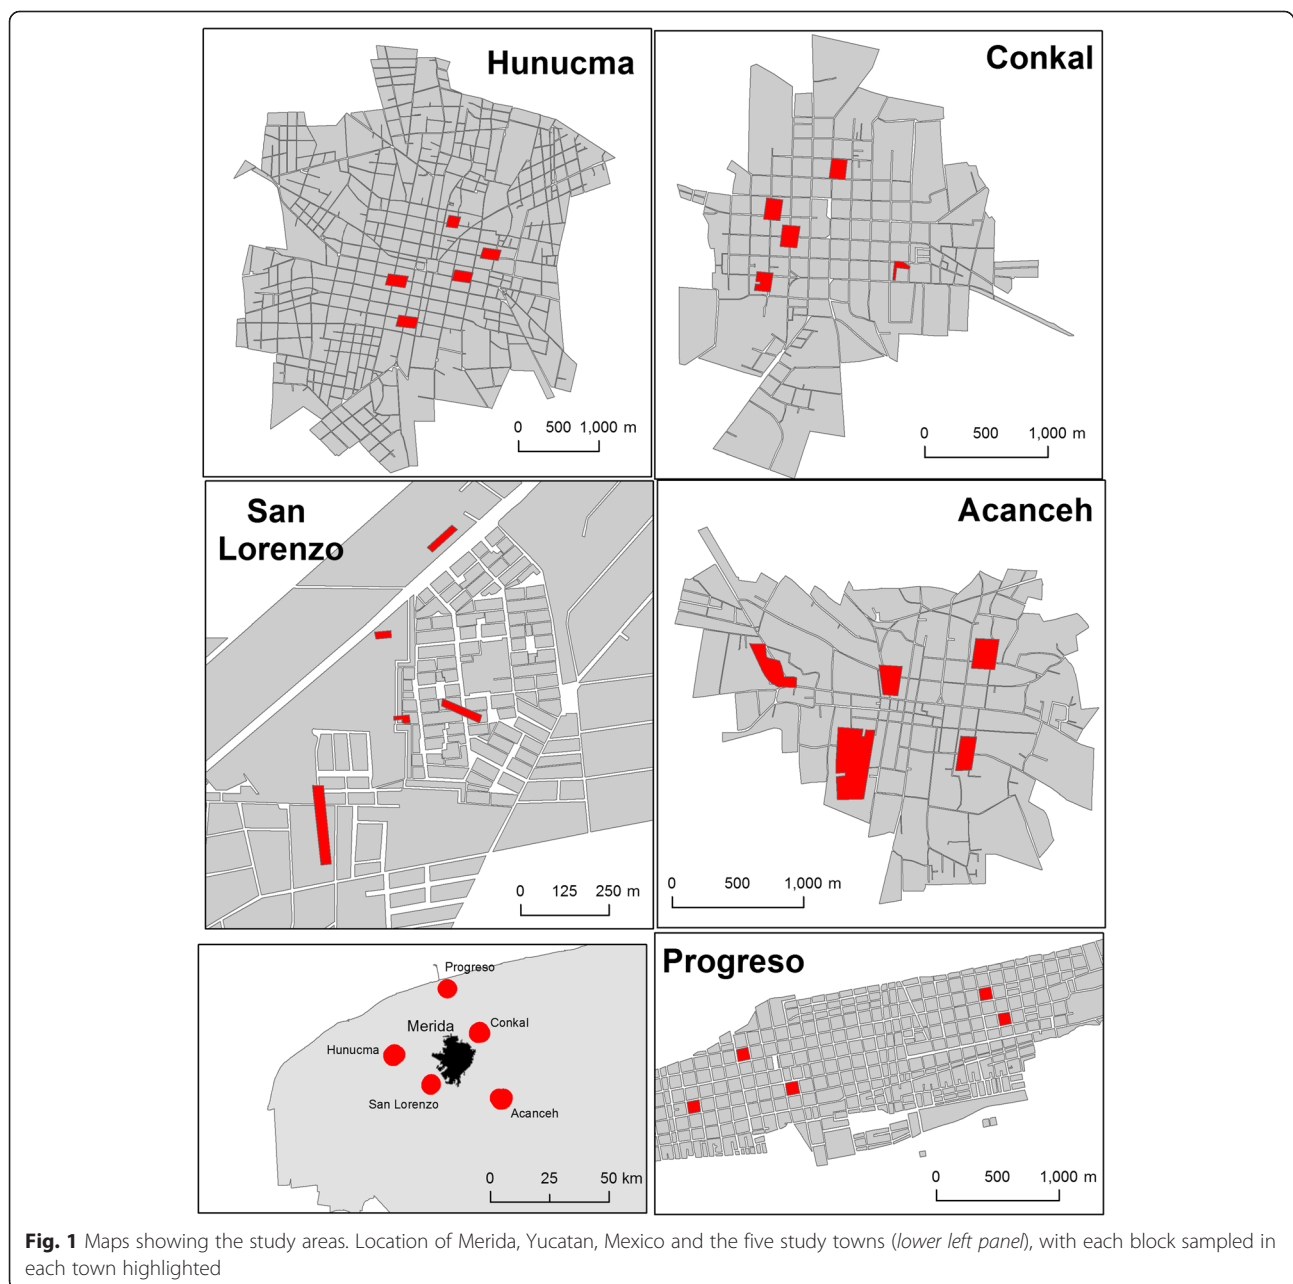 Hunucma
0 500 1,000 m
Conkal
0 500 1,000 m
San
Lorenzo
0 125 250 m
Acanceh
0 500 1,000 m
Progreso
Merida
Conkal
Hunucma
San Lorenzo
Acanceh
0 25 50 km
Progreso
0 500 1,000 m
Fig. 1 Maps showing the study areas. Location of Merida, Yucatan, Mexico and the five study towns (lower left panel), with each block sampled in
each town highlighted